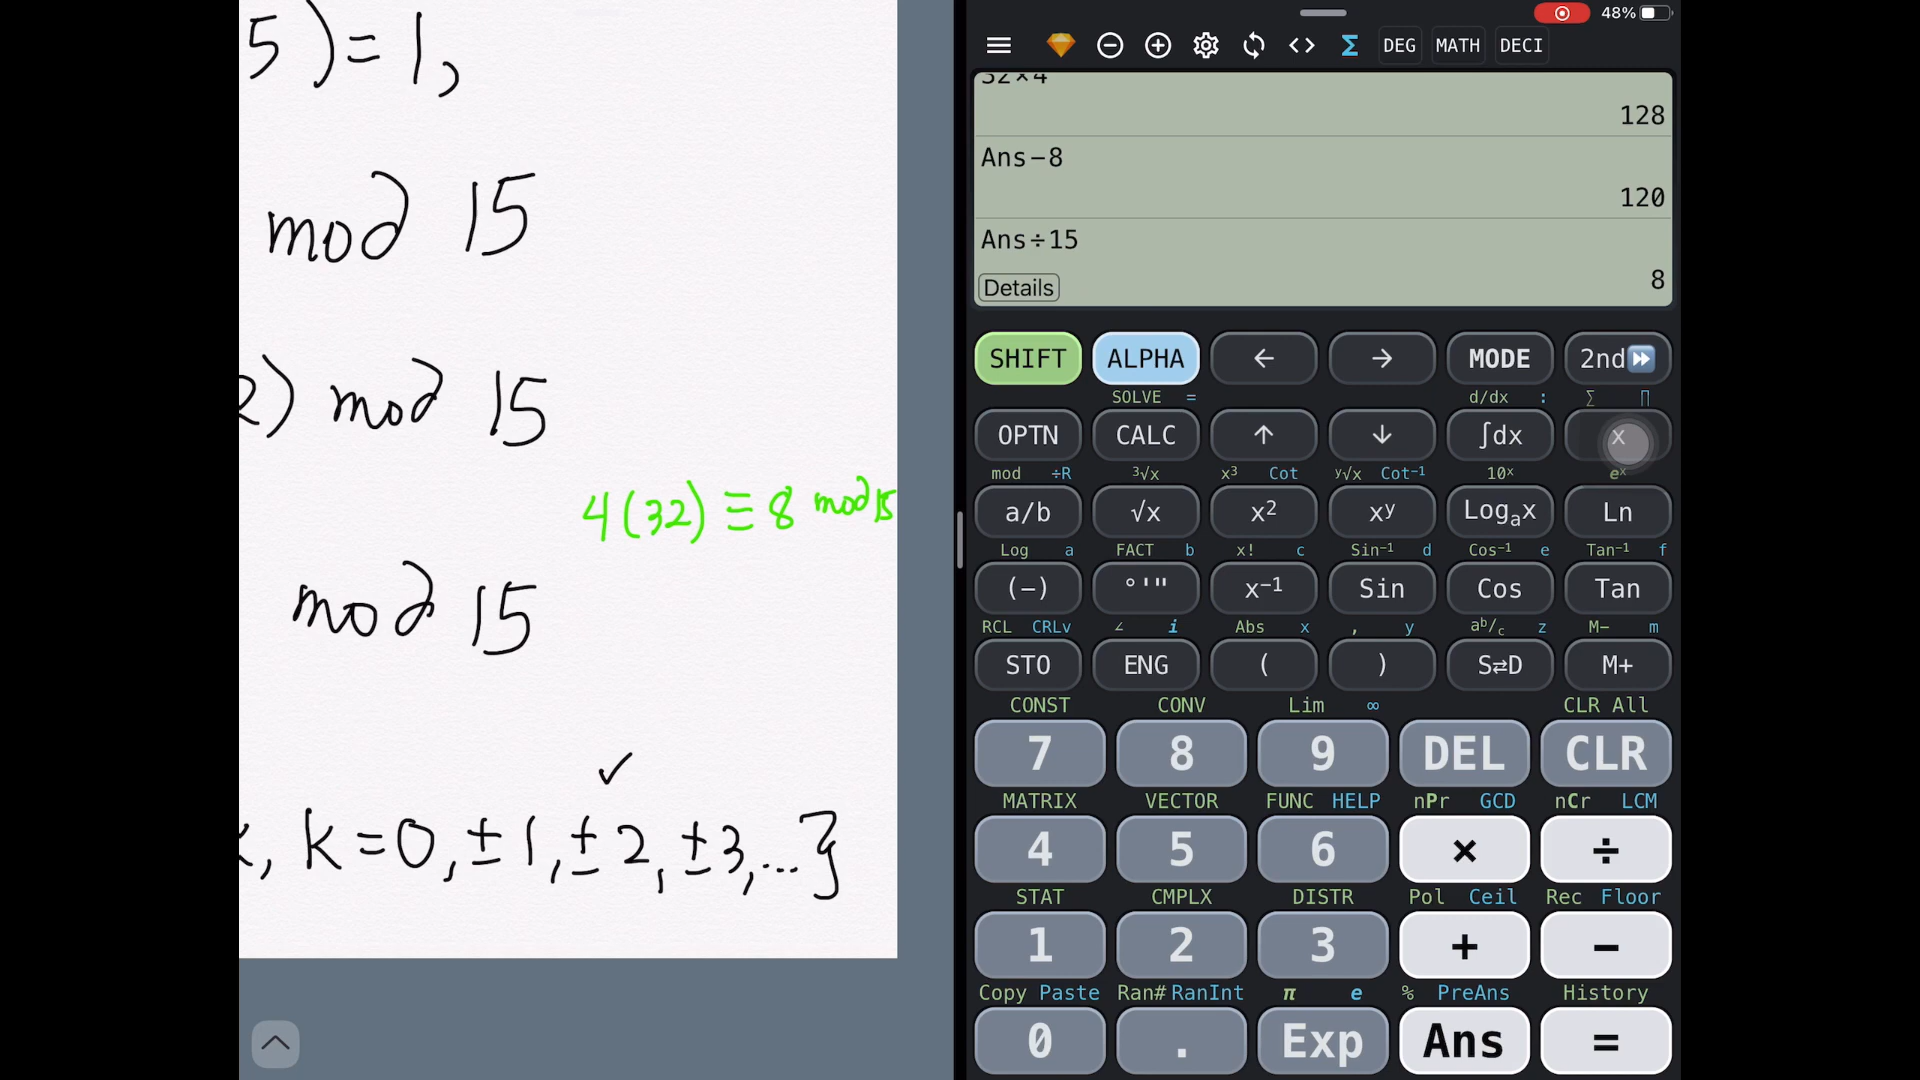 5) = 1,
mod 15
2) mod 15
4(32) ≡ 8 mod 15
mod 15
✓
, k = 0, ±1, ±2, ±3, ...}
48%
DEG MATH DECI
32×4
128
Ans−8
120
Ans÷15
Details
8
SHIFT ALPHA ← → MODE 2nd
SOLVE = d/dx : ∑ ∏
OPTN CALC ↑ ↓ ∫dx x
mod ÷R ³√x x³ Cot ʸ√x Cot⁻¹ 10ˣ eˣ
a/b √x x² xʸ Logₐx Ln
Log a FACT b x! c Sin⁻¹ d Cos⁻¹ e Tan⁻¹ f
(−) °'" x⁻¹ Sin Cos Tan
RCL CRLv ∠ i Abs x , y aᵇ/c z M− m
STO ENG ( ) S⇄D M+
CONST CONV Lim ∞ CLR All
7 8 9 DEL CLR
MATRIX VECTOR FUNC HELP nPr GCD nCr LCM
4 5 6 × ÷
STAT CMPLX DISTR Pol Ceil Rec Floor
1 2 3 + −
Copy Paste Ran# RanInt π e % PreAns History
0 . Exp Ans =